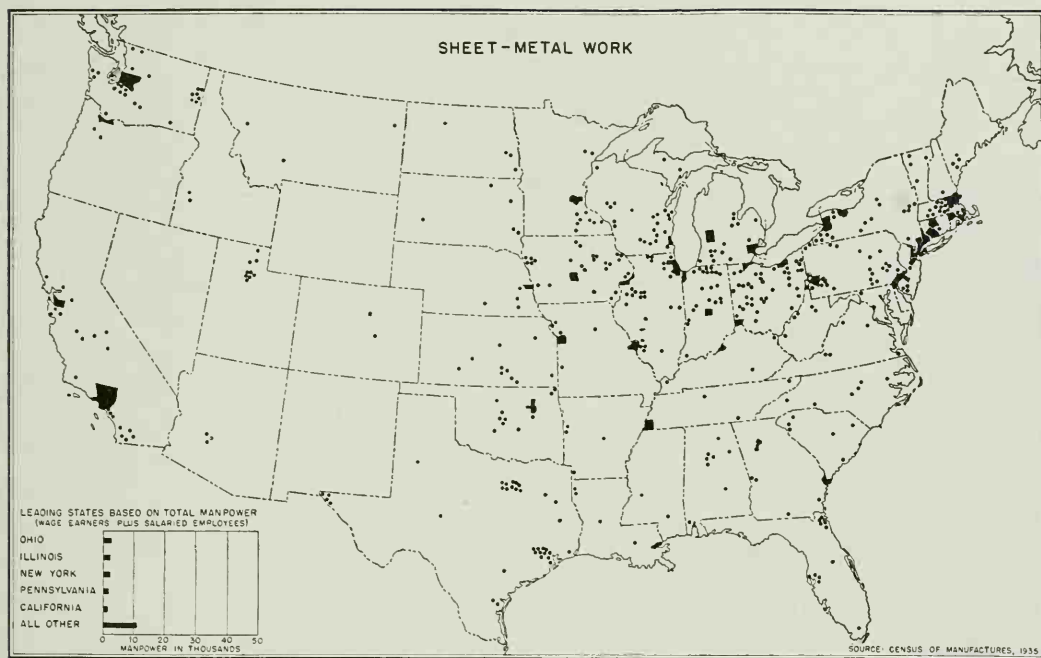 SHEET-METAL WORK
LEADING STATES BASED ON TOTAL MANPOWER
(WAGE EARNERS PLUS SALARIED EMPLOYEES)
OHIO
ILLINOIS
NEW YORK
PENNSYLVANIA
CALIFORNIA
ALL OTHER
0 10 20 30 40 50
MANPOWER IN THOUSANDS
SOURCE: CENSUS OF MANUFACTURES, 1935